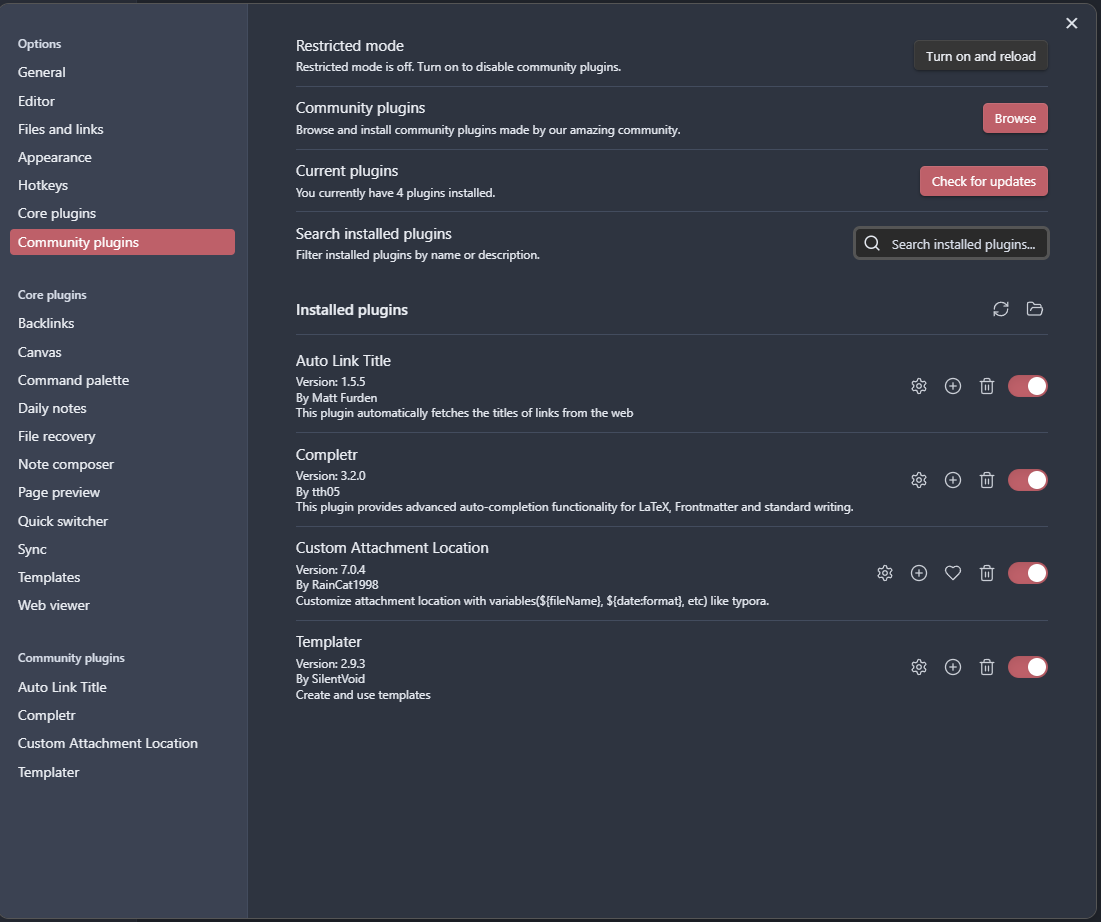 Options
General
Editor
Files and links
Appearance
Hotkeys
Core plugins
Community plugins
Core plugins
Backlinks
Canvas
Command palette
Daily notes
File recovery
Note composer
Page preview
Quick switcher
Sync
Templates
Web viewer
Community plugins
Auto Link Title
Completr
Custom Attachment Location
Templater
Restricted mode
Restricted mode is off. Turn on to disable community plugins.
Turn on and reload
Community plugins
Browse and install community plugins made by our amazing community.
Browse
Current plugins
You currently have 4 plugins installed.
Check for updates
Search installed plugins
Filter installed plugins by name or description.
Search installed plugins...
Installed plugins
Auto Link Title
Version: 1.5.5
By Matt Furden
This plugin automatically fetches the titles of links from the web
Completr
Version: 3.2.0
By tth05
This plugin provides advanced auto-completion functionality for LaTeX, Frontmatter and standard writing.
Custom Attachment Location
Version: 7.0.4
By RainCat1998
Customize attachment location with variables(${fileName}, ${date:format}, etc) like typora.
Templater
Version: 2.9.3
By SilentVoid
Create and use templates